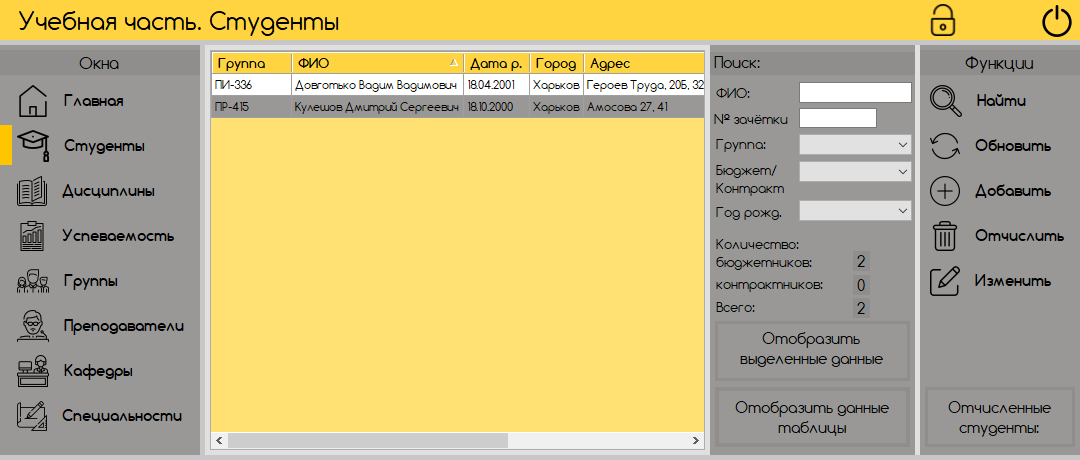 Учебная часть. Студенты
Окна
Главная
Студенты
Дисциплины
Успеваемость
Группы
Преподаватели
Кафедры
Специальности
Группа ФИО Дата р. Город Адрес
ПИ-336 Довготько Вадим Вадимович 18.04.2001 Харьков Героев Труда, 20Б, 32
ПР-415 Кулешов Дмитрий Сергеевич 18.10.2000 Харьков Амосова 27, 41
Поиск:
ФИО:
№ зачётки
Группа:
Бюджет/
Контракт
Год рожд.
Количество:
бюджетников: 2
контрактников: 0
Всего: 2
Отобразить
выделенные данные
Отобразить данные
таблицы
Функции
Найти
Обновить
Добавить
Отчислить
Изменить
Отчисленные
студенты: